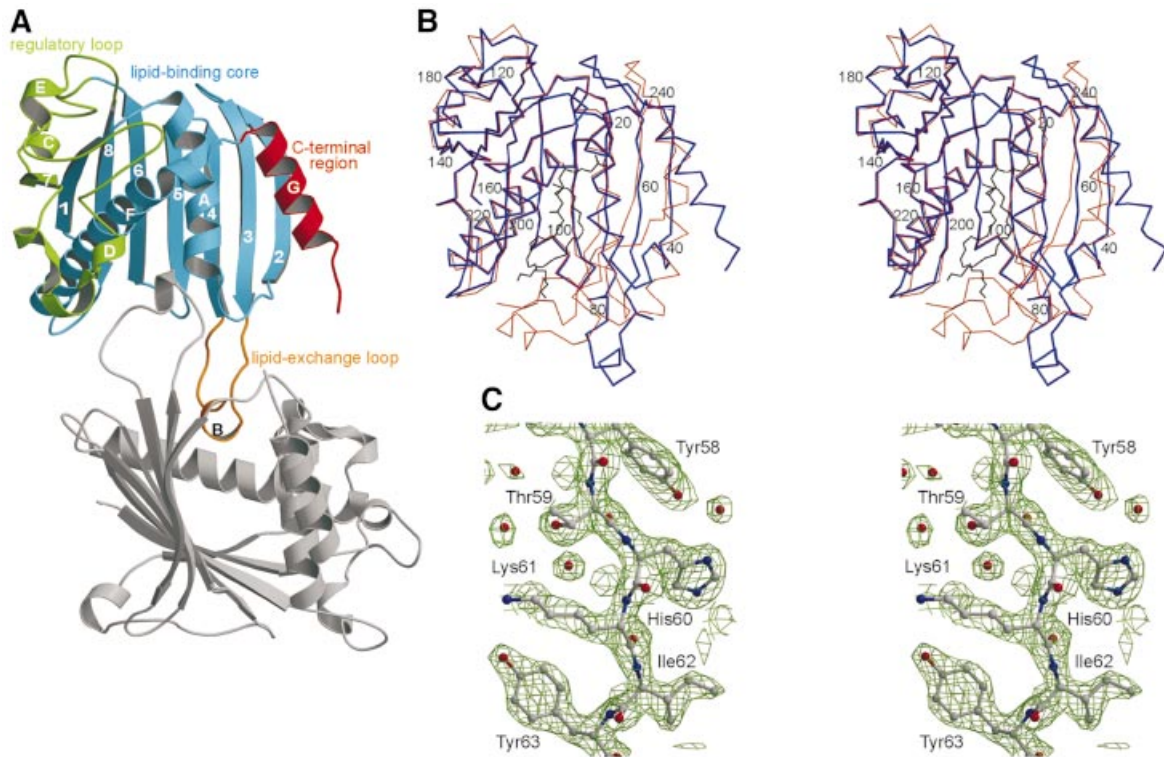 A
regulatory loop
lipid-binding core
E
C
7
8
6
5
A
4
1
F
D
3
2
G
C-terminal
region
lipid-exchange loop
B
B
180
120
240
20
140
160
60
220
200
100
40
80
180
120
240
20
140
160
60
220
200
100
40
80
C
Tyr58
Thr59
Lys61
His60
Ile62
Tyr63
Tyr58
Thr59
Lys61
His60
Ile62
Tyr63